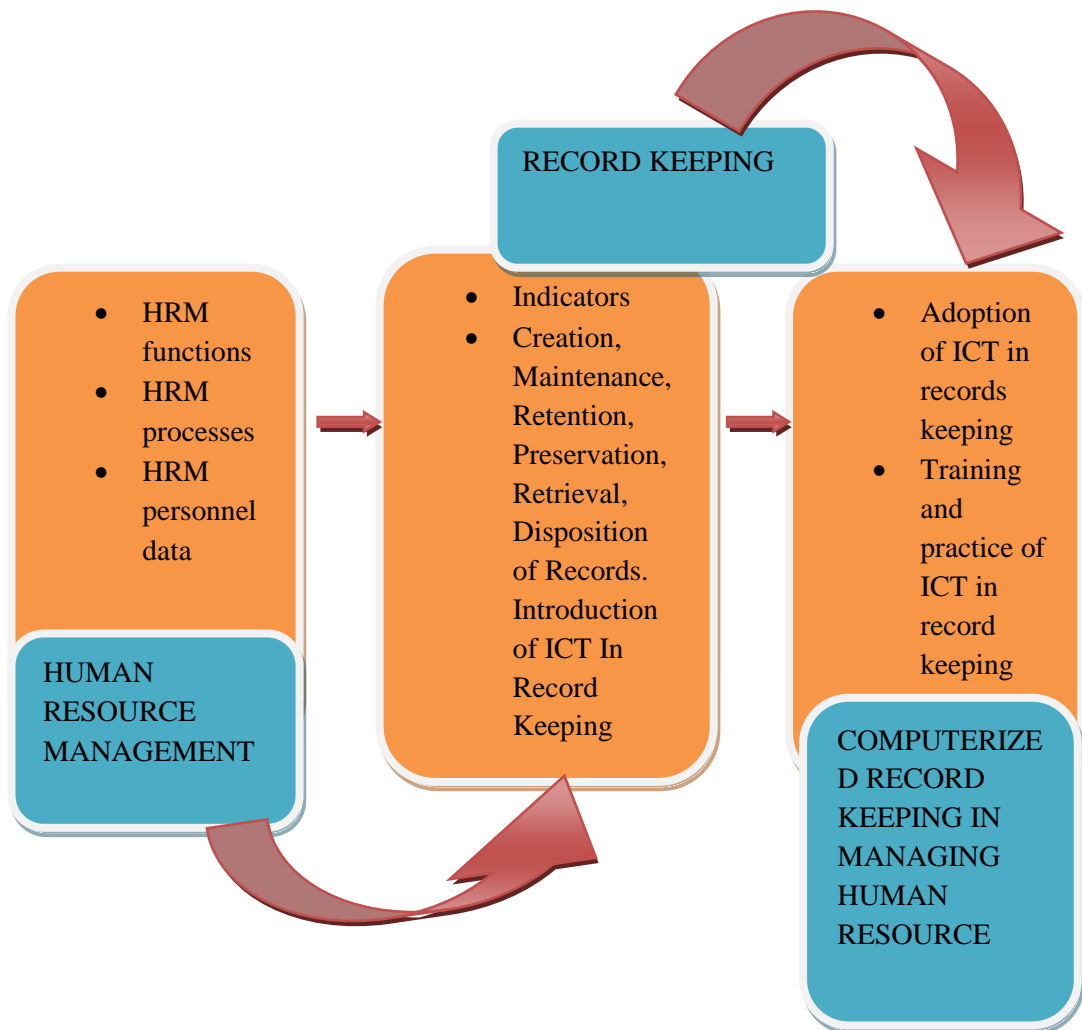 RECORD KEEPING
• HRM
functions
• HRM
processes
• HRM
personnel
data
HUMAN
RESOURCE
MANAGEMENT
• Indicators
• Creation,
Maintenance,
Retention,
Preservation,
Retrieval,
Disposition
of Records.
Introduction
of ICT In
Record
Keeping
• Adoption
of ICT in
records
keeping
• Training
and
practice of
ICT in
record
keeping
COMPUTERIZE
D RECORD
KEEPING IN
MANAGING
HUMAN
RESOURCE